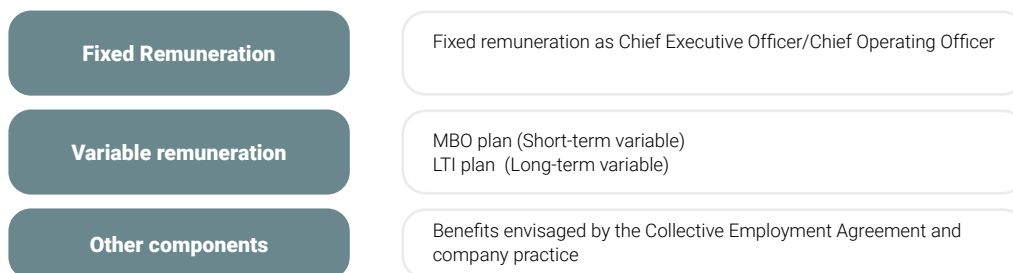 Fixed Remuneration
Fixed remuneration as Chief Executive Officer/Chief Operating Officer
Variable remuneration
MBO plan (Short-term variable)
LTI plan  (Long-term variable)
Other components
Benefits envisaged by the Collective Employment Agreement and
company practice